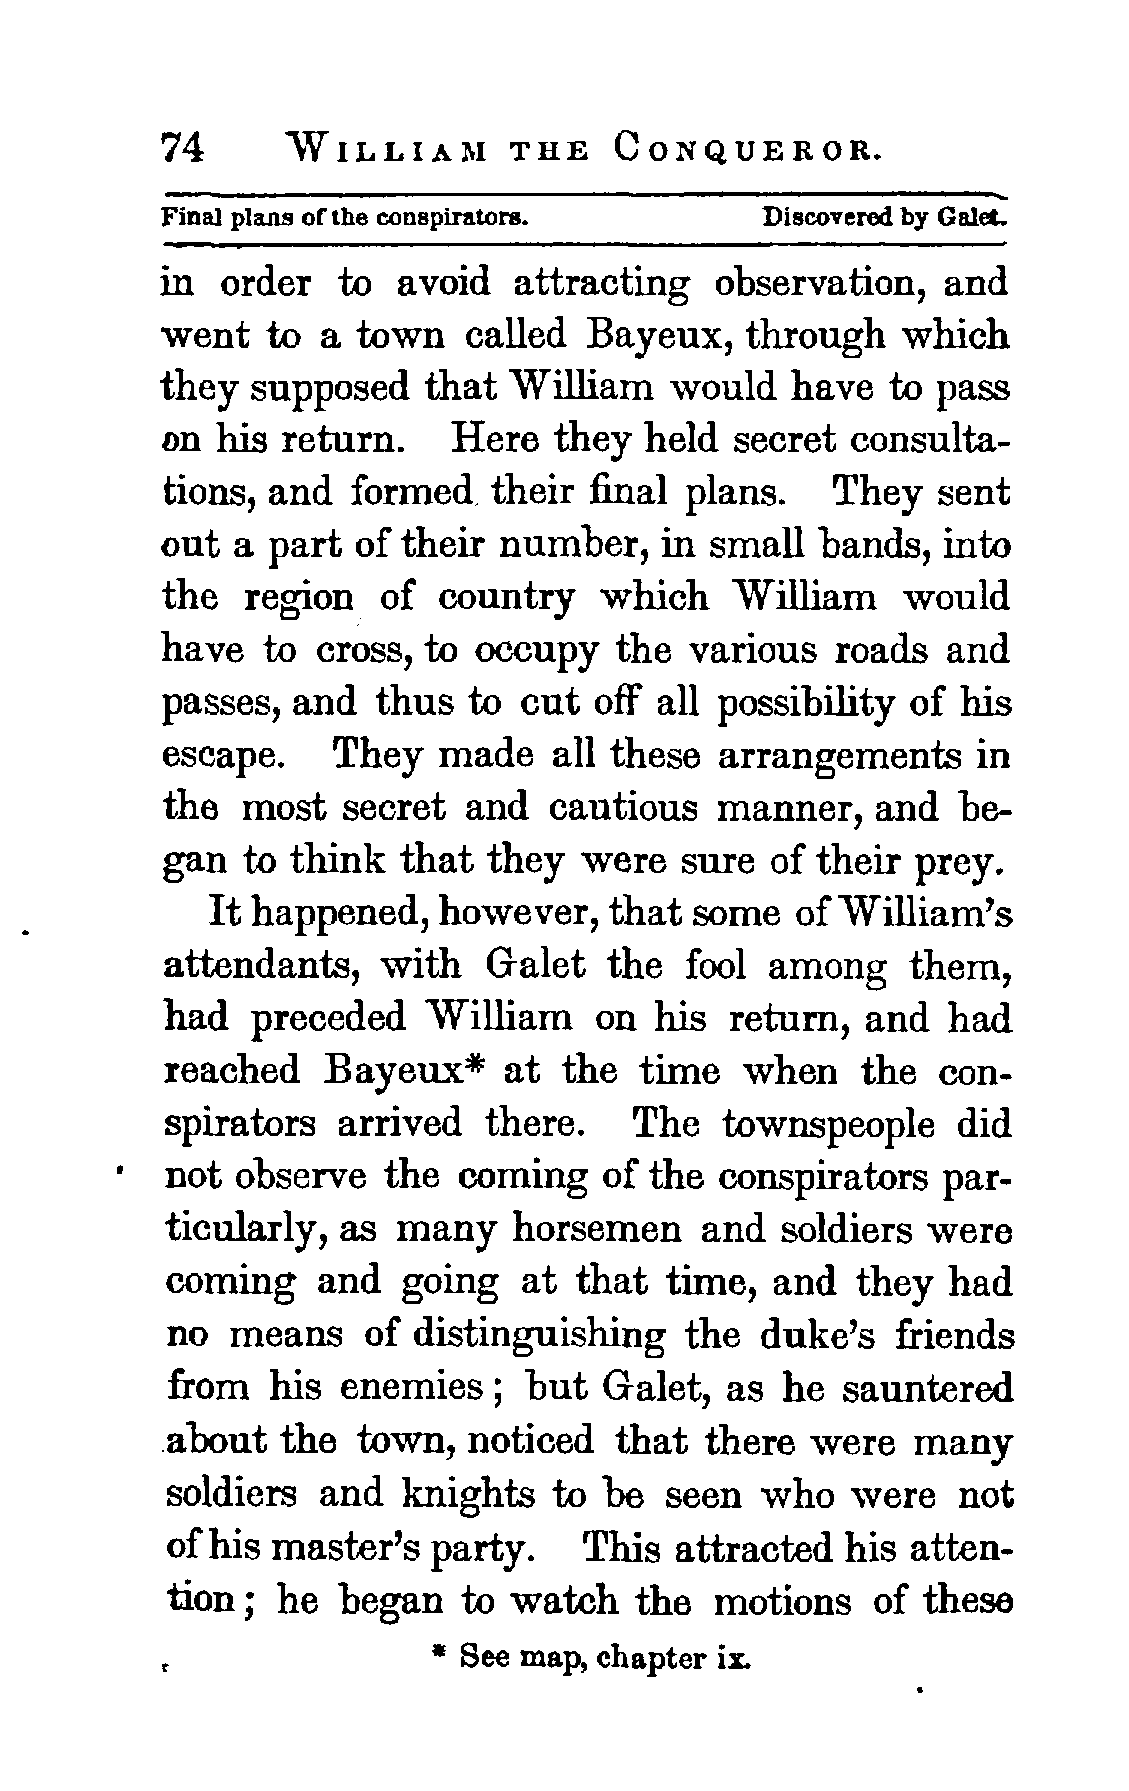 74 William the Conqueror.
Final plans of the conspirators. Discovered by Galet.
in order to avoid attracting observation, and
went to a town called Bayeux, through which
they supposed that William would have to pass
on his return. Here they held secret consulta-
tions, and formed their final plans. They sent
out a part of their number, in small bands, into
the region of country which William would
have to cross, to occupy the various roads and
passes, and thus to cut off all possibility of his
escape. They made all these arrangements in
the most secret and cautious manner, and be-
gan to think that they were sure of their prey.
It happened, however, that some of William's
attendants, with Galet the fool among them,
had preceded William on his return, and had
reached Bayeux* at the time when the con-
spirators arrived there. The townspeople did
not observe the coming of the conspirators par-
ticularly, as many horsemen and soldiers were
coming and going at that time, and they had
no means of distinguishing the duke's friends
from his enemies; but Galet, as he sauntered
about the town, noticed that there were many
soldiers and knights to be seen who were not
of his master's party. This attracted his atten-
tion; he began to watch the motions of these
* See map, chapter ix.